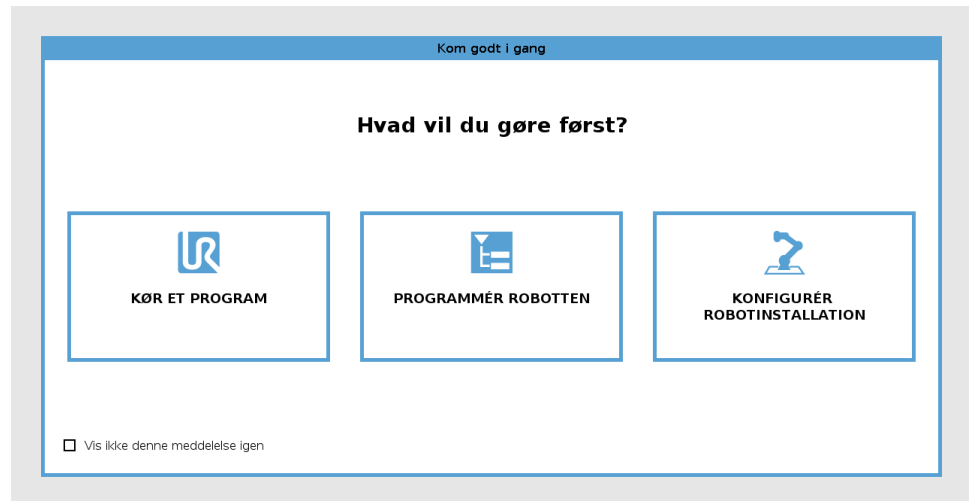 Kom godt i gang
Hvad vil du gøre først?
KØR ET PROGRAM
PROGRAMMÉR ROBOTTEN
KONFIGURÉR
ROBOTINSTALLATION
Vis ikke denne meddelelse igen